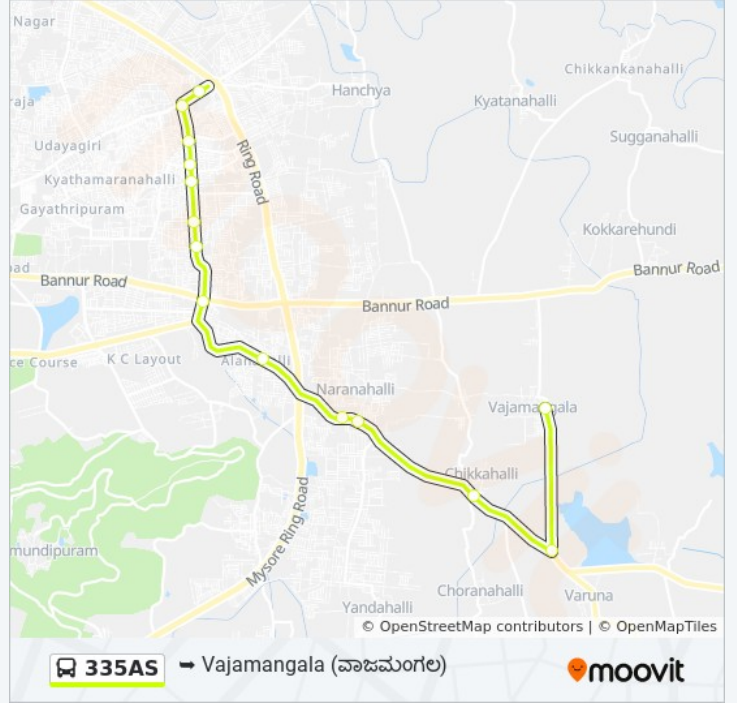 Nagar
Chikkankanahalli
Hanchya
Kyatanahalli
raja
Sugganahalli
Udayagiri
Ring Road
Kyathamaranahalli
Gayathripuram
Kokkarehundi
oad
Bannur Road
Bannur Road
Bannur Road
ce Course
K C Layout
Alanahalli
Naranahalli
Vajamangala
Chikkahalli
Mysore Ring Road
mundipuram
Choranahalli
Varuna
Yandahalli
© OpenStreetMap contributors | © OpenMapTiles
335AS ➥ Vajamangala (ವಾಜಮಂಗಲ)
moovit